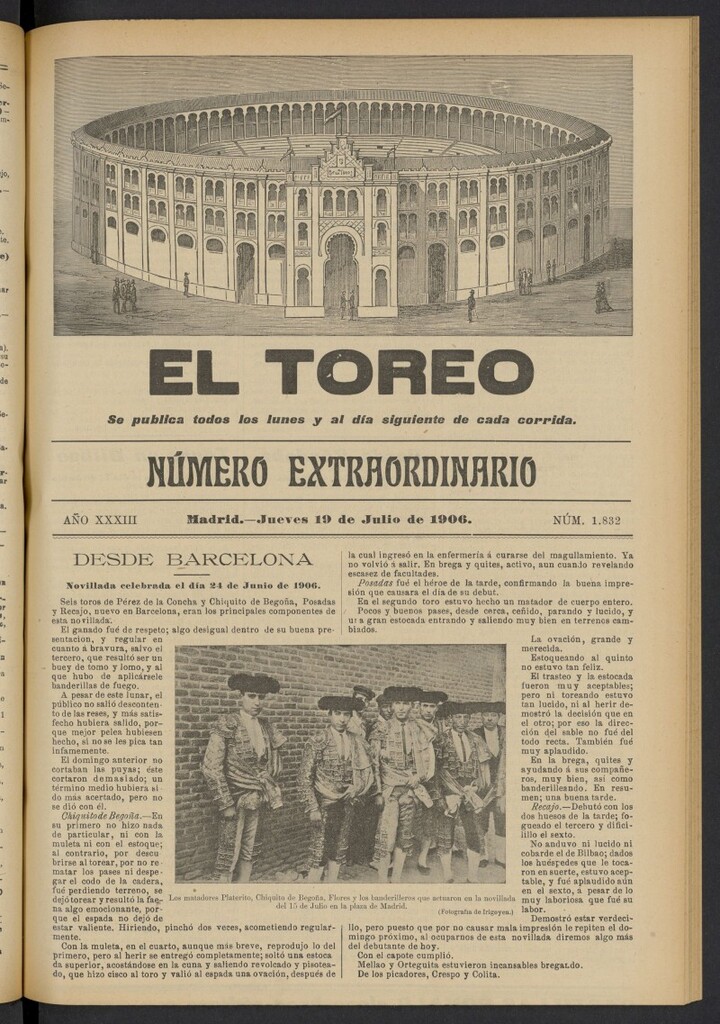 EL TOREO
Se publica todos los lunes y al día siguiente de cada corrida.
NÚMERO EXTRAORDINARIO
AÑO XXXIII
Madrid.—Jueves 19 de Julio de 1906.
NÚM. 1.832
DESDE BARCELONA
Novillada celebrada el día 24 de Junio de 1906.
Seis toros de Pérez de la Concha y Chiquito de Begoña, Posadas
y Recajo, nuevo en Barcelona, eran los principales componentes de
esta novillada.
El ganado fué de respeto; algo desigual dentro de su buena pre-
sentacion, y regular en
cuanto á bravura, salvo el
tercero, que resultó ser un
buey de tomo y lomo, y al
que hubo de aplicársele
banderillas de fuego.
A pesar de este lunar, el
público no salió desconten-
to de las reses, y más satis-
fecho hubiera salido, por-
que mejor pelea hubiesen
hecho, si no se les pica tan
infamemente.
El domingo anterior no
cortaban las puyas; éste
cortaron demasiado; un
término medio hubiera si-
do más acertado, pero no
se dió con él.
Chiquito de Begoña.—En
su primero no hizo nada
de particular, ni con la
muleta ni con el estoque;
al contrario, por descu-
brirse al torear, por no re-
matar los pases ni despe-
gar el codo de la cadera,
fué perdiendo terreno, se
dejó torear y resultó la fae-
na algo emocionante, por-
que el espada no dejó de
estar valiente. Hiriendo, pinchó dos veces, acometiendo regular-
mente.
Con la muleta, en el cuarto, aunque más breve, reprodujo lo del
primero, pero al herir se entregó completamente; soltó una estoca
da superior, acostándose en la cuna y saliendo revolcado y pisotea-
do, que hizo cisco al toro y valió al espada una ovación, después de
la cual ingresó en la enfermería á curarse del magullamiento. Ya
no volvió á salir. En brega y quites, activo, aun cuando revelando
escasez de facultades.
Posadas fué el héroe de la tarde, confirmando la buena impre-
sión que causara el día de su debut.
En el segundo toro estuvo hecho un matador de cuerpo entero.
Pocos y buenos pases, desde cerca, ceñido, parando y lucido, y
una gran estocada entrando y saliendo muy bien en terrenos cam-
biados.
La ovación, grande y
merecida.
Estoqueando al quinto
no estuvo tan feliz.
El trasteo y la estocada
fueron muy aceptables;
pero ni toreando estuvo
tan lucido, ni al herir de-
mostró la decisión que en
el otro; por eso la direc-
ción del sable no fué del
todo recta. También fué
muy aplaudido.
En la brega, quites y
ayudando á sus compañe-
ros, muy bien, así como
banderilleando. En resu-
men; una buena tarde.
Recajo.—Debutó con los
dos huesos de la tarde; fo-
gueado el tercero y difici-
lillo el sexto.
No anduvo ni lucido ni
cobarde el de Bilbao; dados
los huéspedes que le toca-
ron en suerte, estuvo acep-
table, y fué aplaudido aún
en el sexto, á pesar de lo
muy laboriosa que fué su
labor.
Demostró estar verdeci-
llo, pero puesto que por no causar mala impresión le repiten el do-
mingo próximo, al ocuparnos de esta novillada diremos algo más
del debutante de hoy.
Con el capote cumplió.
Mellao y Orteguita estuvieron incansables bregando.
De los picadores, Crespo y Colita.
Los matadores Platerito, Chiquito de Begoña, Flores y los banderilleros que actuaron en la novillada
del 15 de Julio en la plaza de Madrid.
(Fotografía de Irigoyen.)